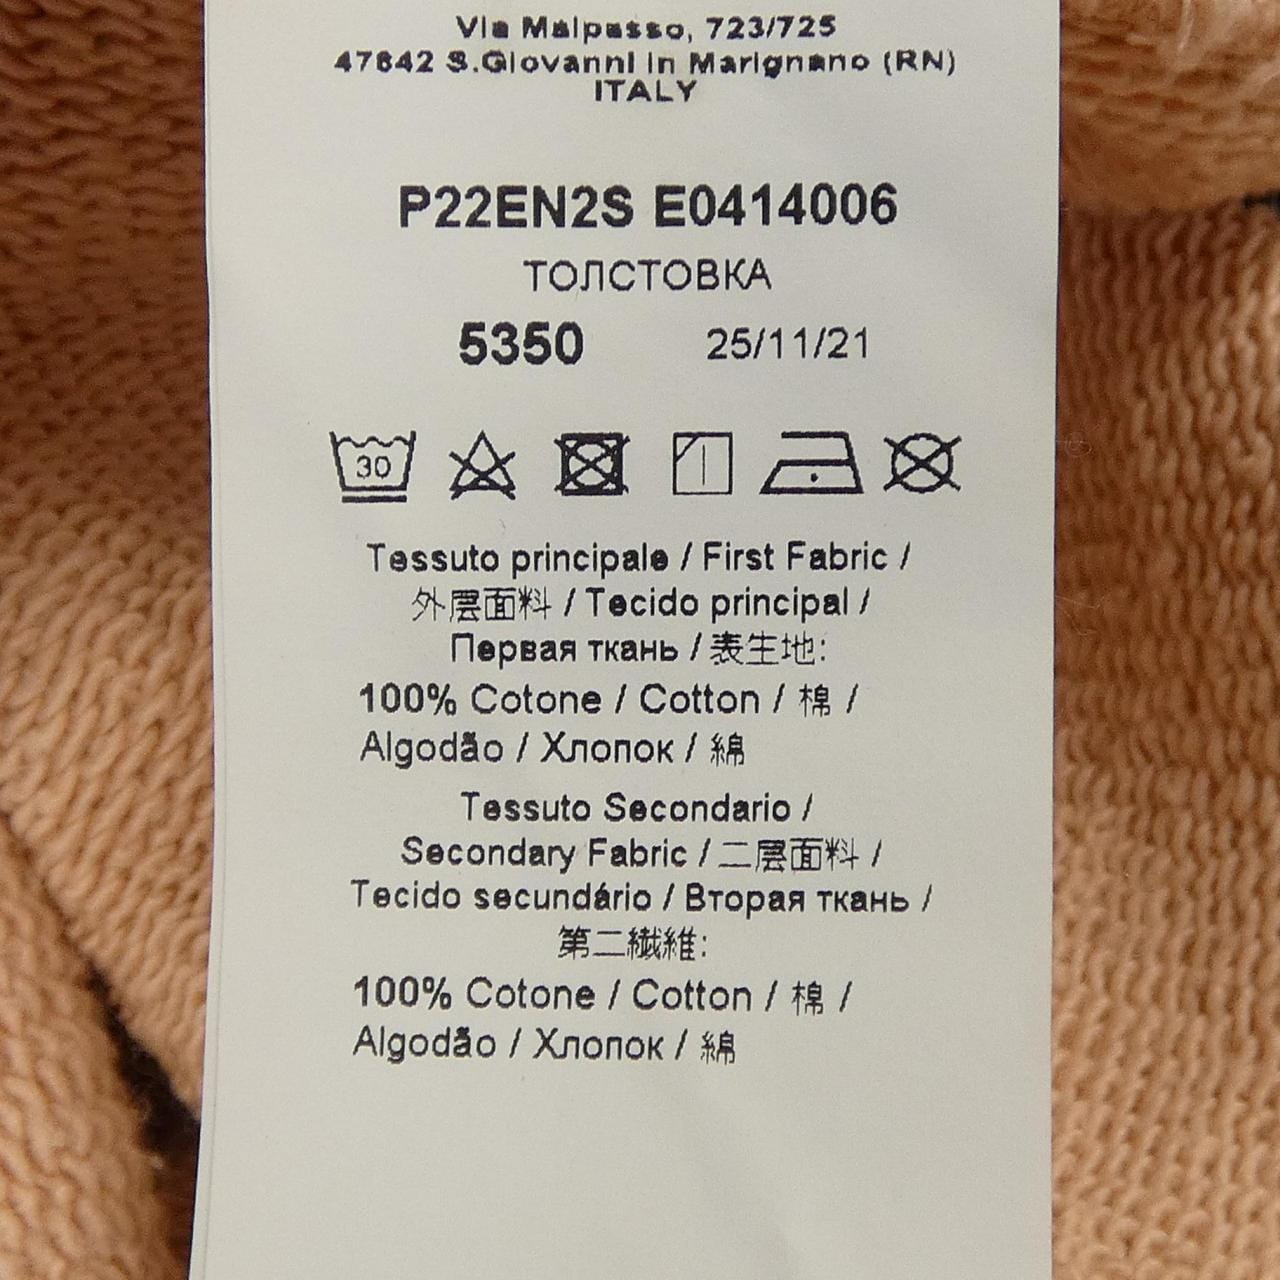 Via Malpasso, 723/725
47842 S.Giovanni in Marignano (RN)
ITALY
P22EN2S E0414006
ТОЛСТОВКА
5350 25/11/21
30
Tessuto principale / First Fabric /
外层面料 / Tecido principal /
Первая ткань / 表生地:
100% Cotone / Cotton / 棉 /
Algodão / Хлопок / 綿
Tessuto Secondario /
Secondary Fabric / 二层面料 /
Tecido secundário / Вторая ткань /
第二繊維:
100% Cotone / Cotton / 棉 /
Algodão / Хлопок / 綿